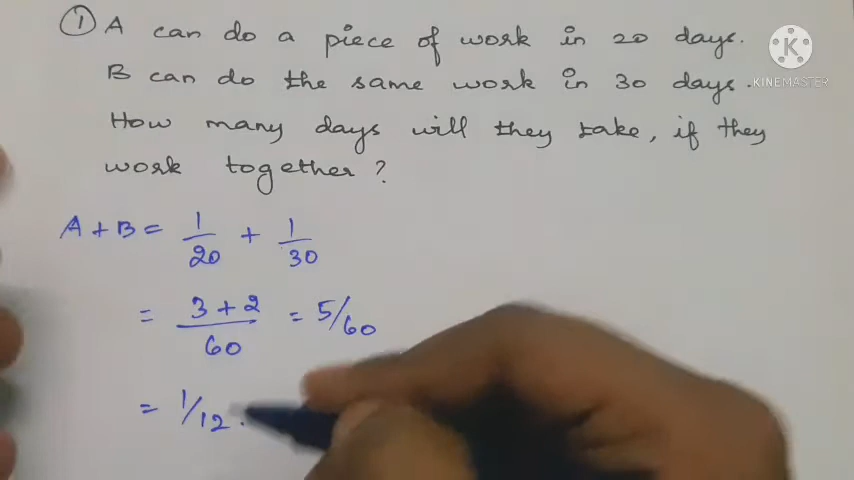 ① A can do a piece of work in 20 days.
B can do the same work in 30 days.
How many days will they take, if they
work together?
A + B = 1/20 + 1/30
= 3 + 2/60 = 5/60
= 1/12.
K
KINEMASTER